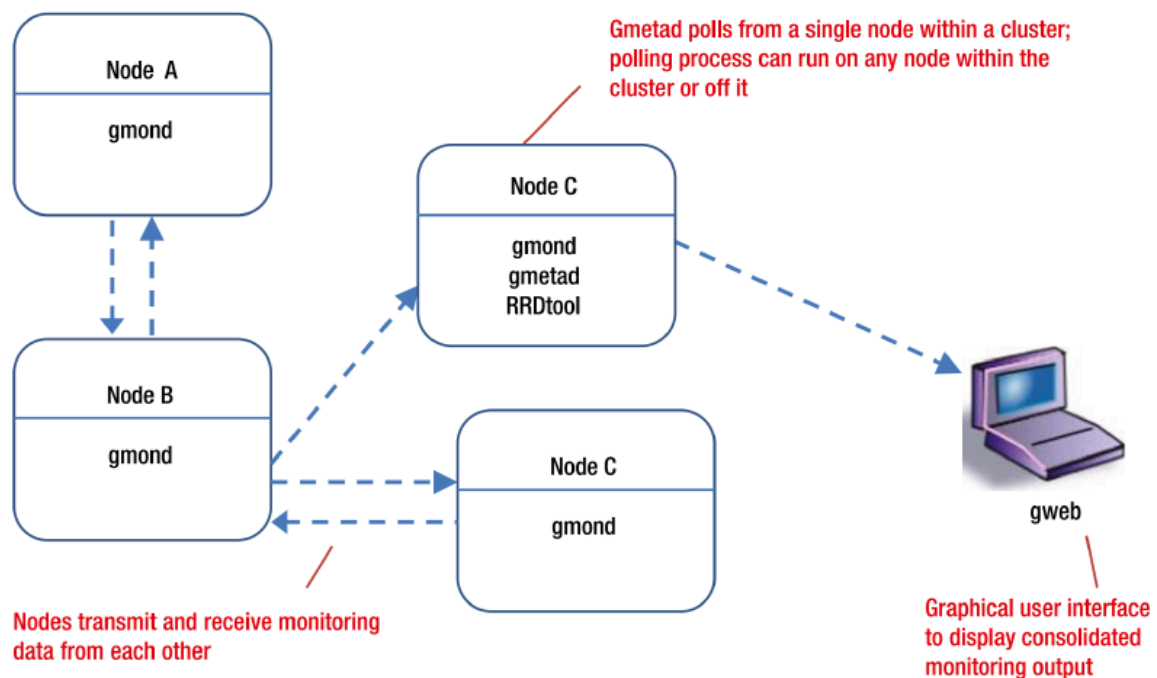 Gmetad polls from a single node within a cluster;
polling process can run on any node within the
cluster or off it
Node A
gmond
Node C
gmond
gmetad
RRDtool
Node B
gmond
Node C
gmond
gweb
Nodes transmit and receive monitoring
data from each other
Graphical user interface
to display consolidated
monitoring output